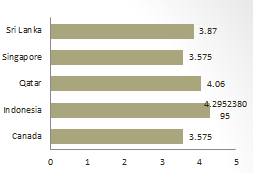 Sri Lanka 3.87
Singapore 3.575
Qatar 4.06
Indonesia 4.2952380
95
Canada 3.575
0 1 2 3 4 5